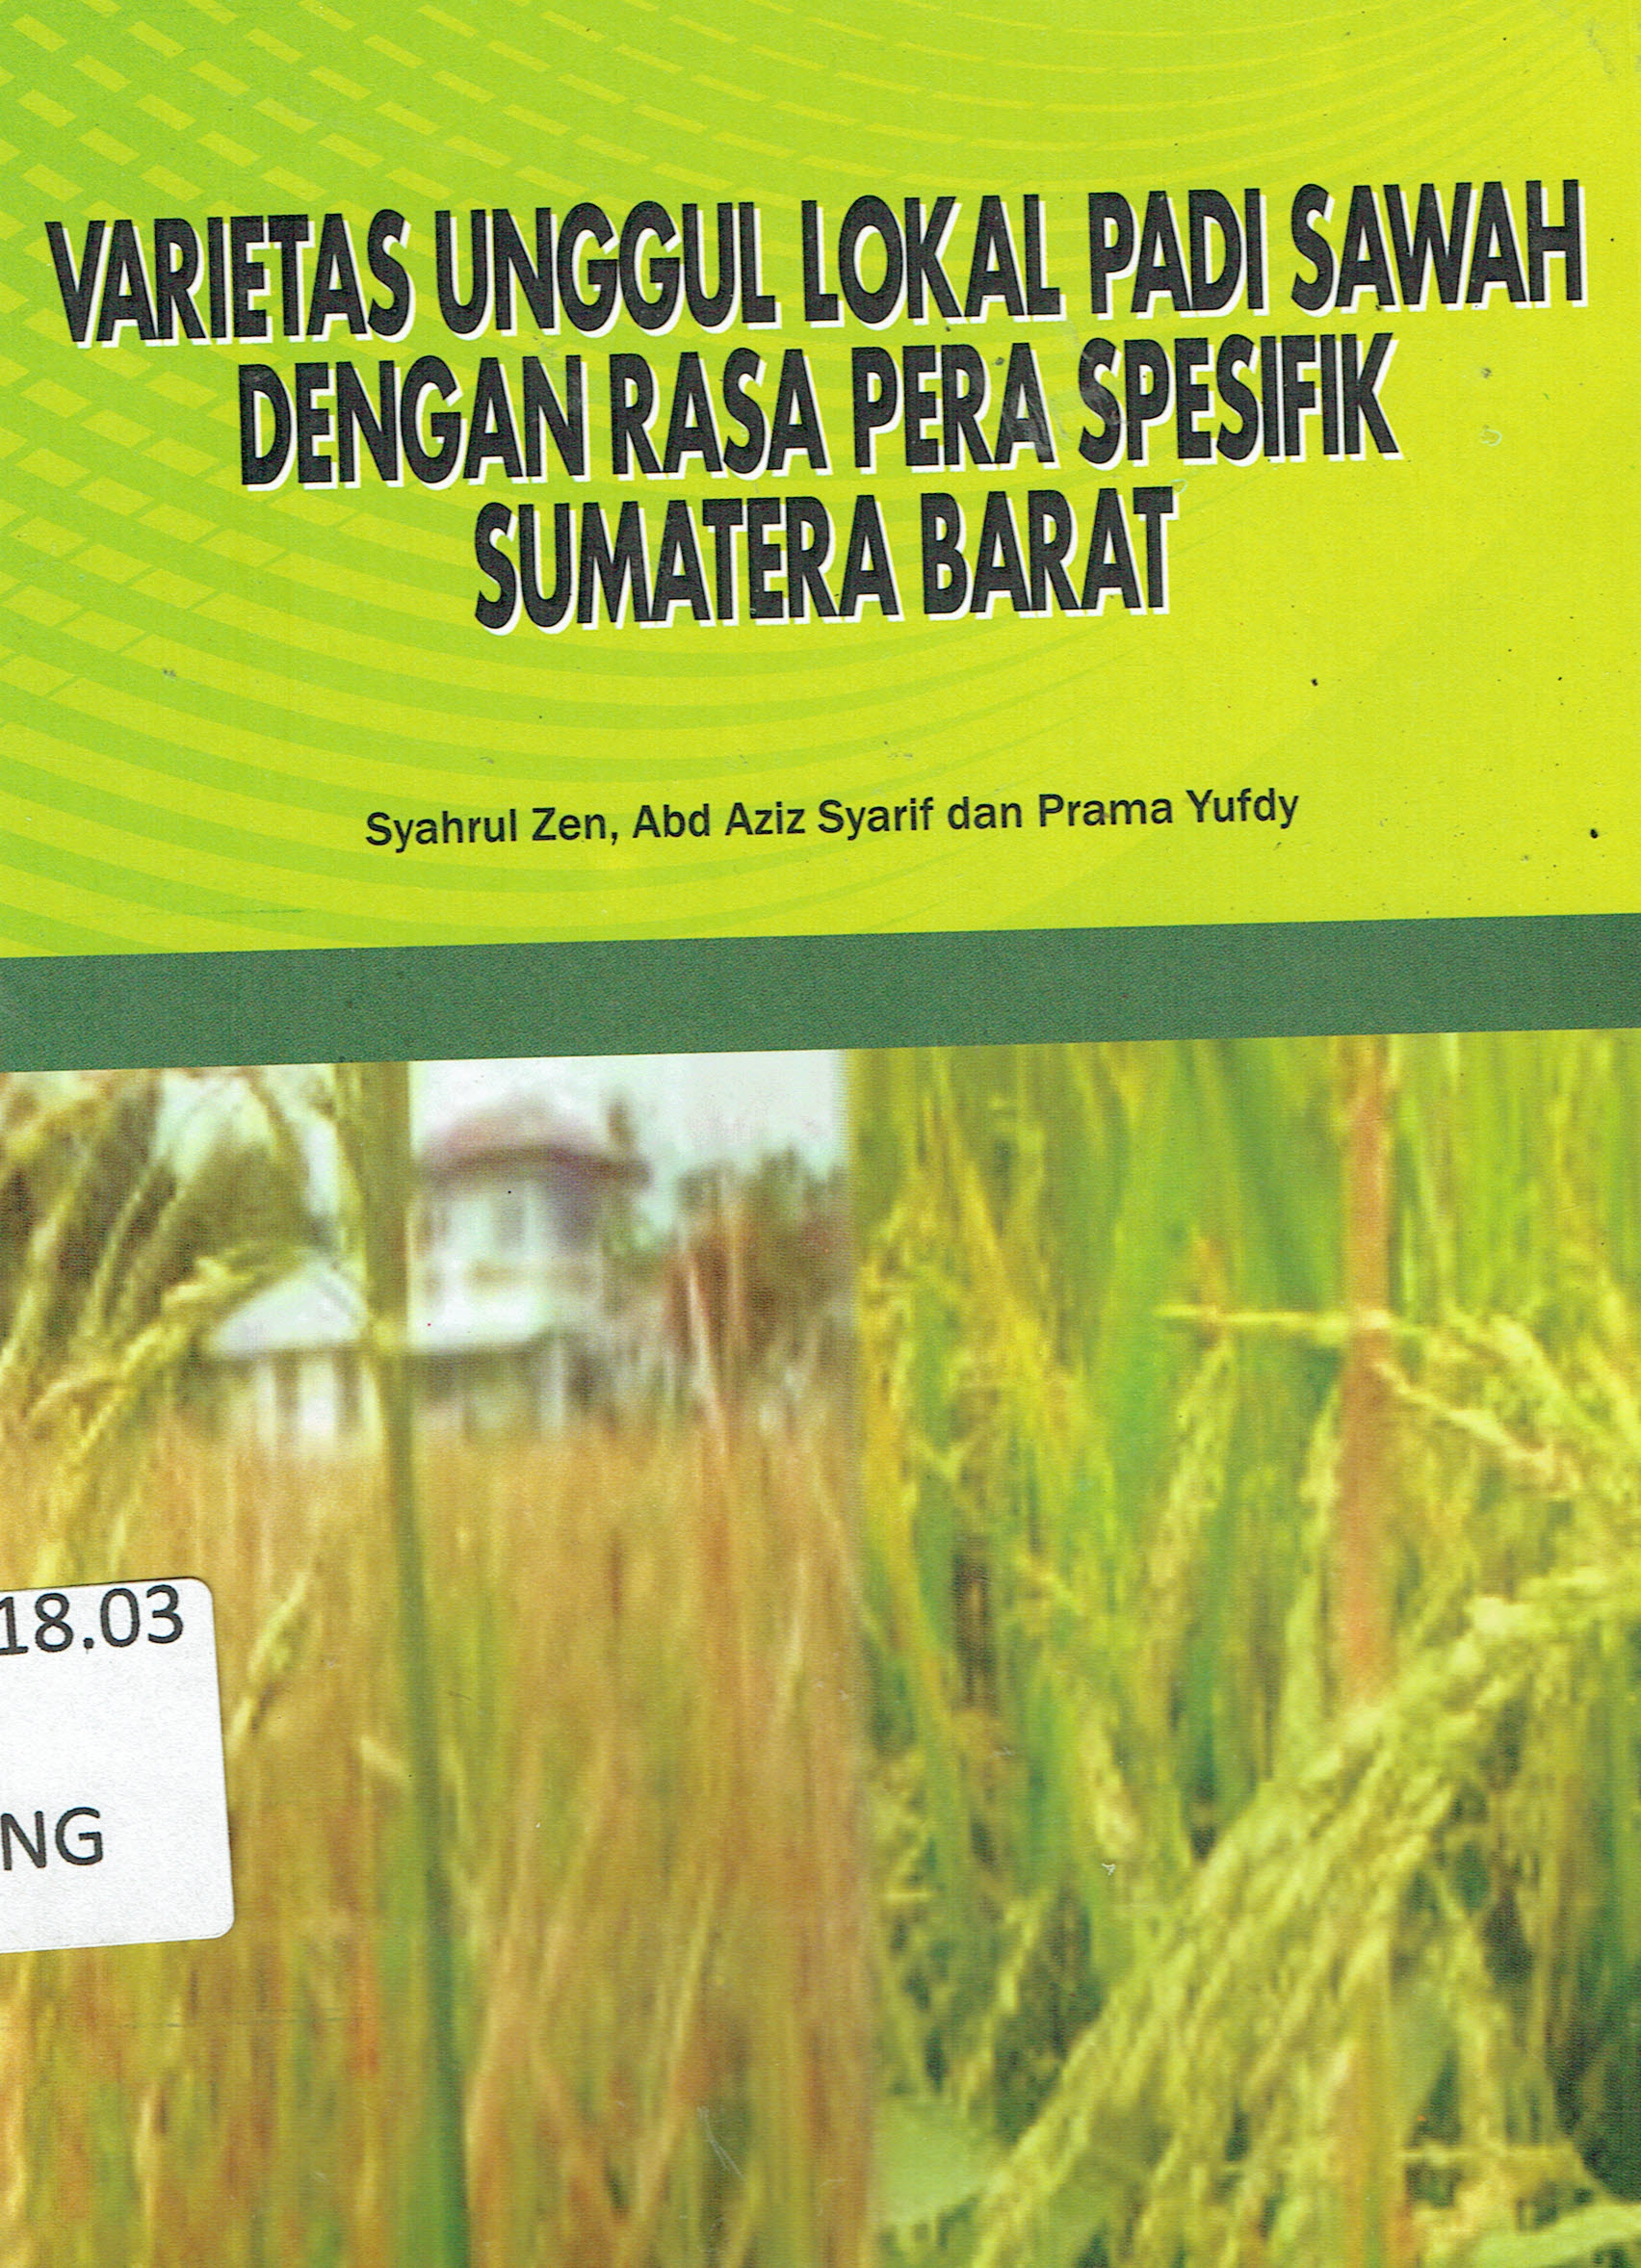 VARIETAS UNGGUL LOKAL PADI SAWAH
DENGAN RASA PERA SPESIFIK
SUMATERA BARAT
Syahrul Zen, Abd Aziz Syarif dan Prama Yufdy
18.03
NG